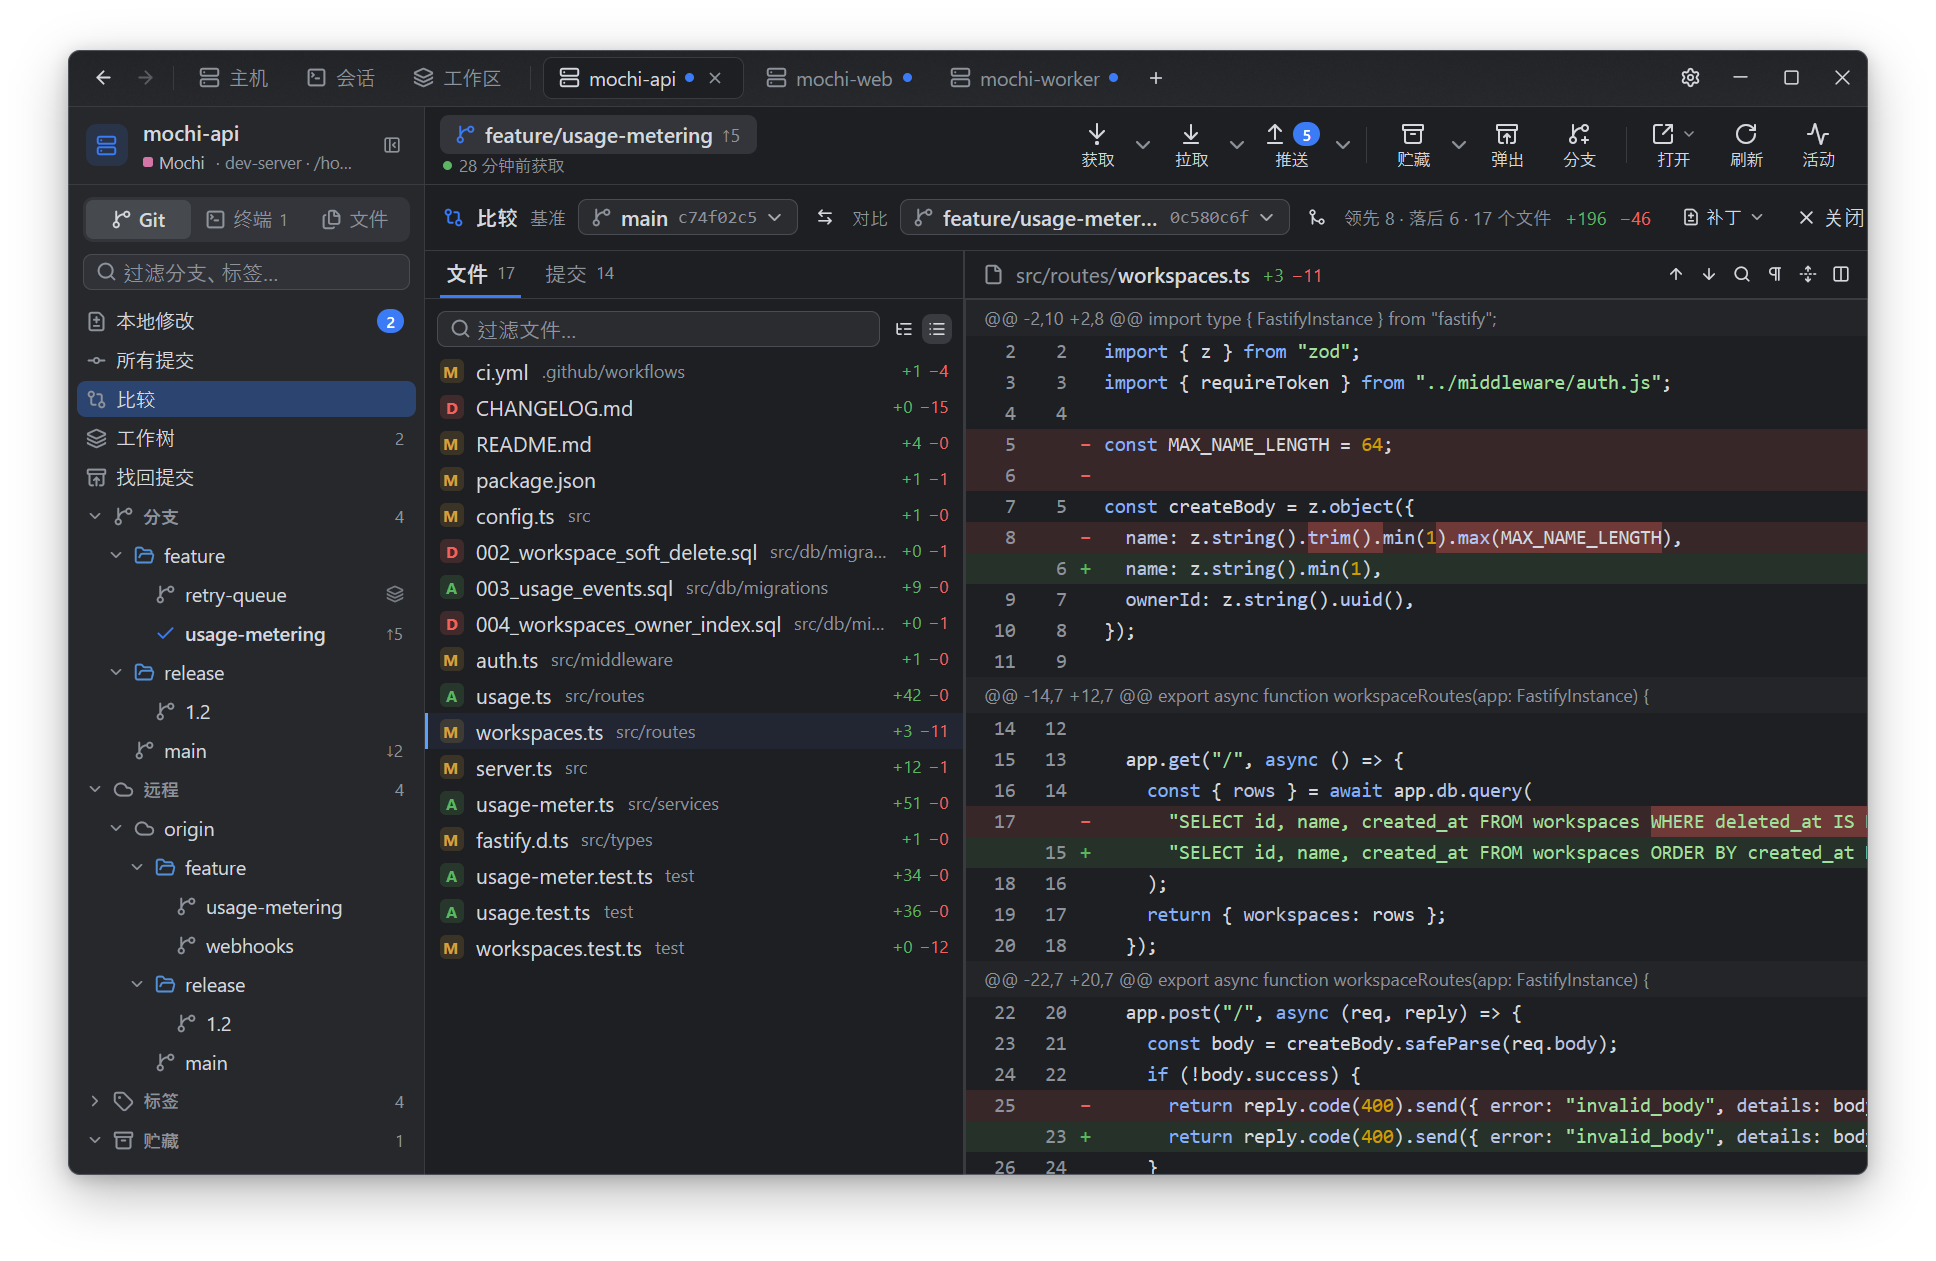 主机 会话 工作区 mochi-api mochi-web mochi-worker
mochi-api
Mochi · dev-server · /ho...
feature/usage-metering ↑5
28 分钟前获取
获取 拉取 5 推送 贮藏 弹出 分支 打开 刷新 活动
Git 终端 1 文件
过滤分支、标签...
本地修改 2
所有提交
比较
工作树 2
找回提交
分支 4
feature
retry-queue
usage-metering ↑5
release
1.2
main ↓2
远程 4
origin
feature
usage-metering
webhooks
release
1.2
main
标签 4
贮藏 1
比较 基准 main c74f02c5 对比 feature/usage-meter... 0c580c6f 领先 8 · 落后 6 · 17 个文件 +196 −46 补丁 关闭
文件 17 提交 14
过滤文件...
M ci.yml .github/workflows +1 −4
D CHANGELOG.md +0 −15
M README.md +4 −0
M package.json +1 −1
M config.ts src +1 −0
D 002_workspace_soft_delete.sql src/db/migra... +0 −1
A 003_usage_events.sql src/db/migrations +9 −0
D 004_workspaces_owner_index.sql src/db/mi... +0 −1
M auth.ts src/middleware +1 −0
A usage.ts src/routes +42 −0
M workspaces.ts src/routes +3 −11
M server.ts src +12 −1
A usage-meter.ts src/services +51 −0
M fastify.d.ts src/types +1 −0
A usage-meter.test.ts test +34 −0
A usage.test.ts test +36 −0
M workspaces.test.ts test +0 −12
src/routes/workspaces.ts +3 −11
@@ -2,10 +2,8 @@ import type { FastifyInstance } from "fastify";
2 2 import { z } from "zod";
3 3 import { requireToken } from "../middleware/auth.js";
4 4
5 − const MAX_NAME_LENGTH = 64;
6 −
7 5 const createBody = z.object({
8 − name: z.string().trim().min(1).max(MAX_NAME_LENGTH),
6 + name: z.string().min(1),
9 7 ownerId: z.string().uuid(),
10 8 });
11 9
@@ -14,7 +12,7 @@ export async function workspaceRoutes(app: FastifyInstance) {
14 12
15 13 app.get("/", async () => {
16 14 const { rows } = await app.db.query(
17 − "SELECT id, name, created_at FROM workspaces WHERE deleted_at IS
15 + "SELECT id, name, created_at FROM workspaces ORDER BY created_at
18 16 );
19 17 return { workspaces: rows };
20 18 });
@@ -22,7 +20,7 @@ export async function workspaceRoutes(app: FastifyInstance) {
22 20 app.post("/", async (req, reply) => {
23 21 const body = createBody.safeParse(req.body);
24 22 if (!body.success) {
25 − return reply.code(400).send({ error: "invalid_body", details: body
23 + return reply.code(400).send({ error: "invalid_body", details: body
26 24 }